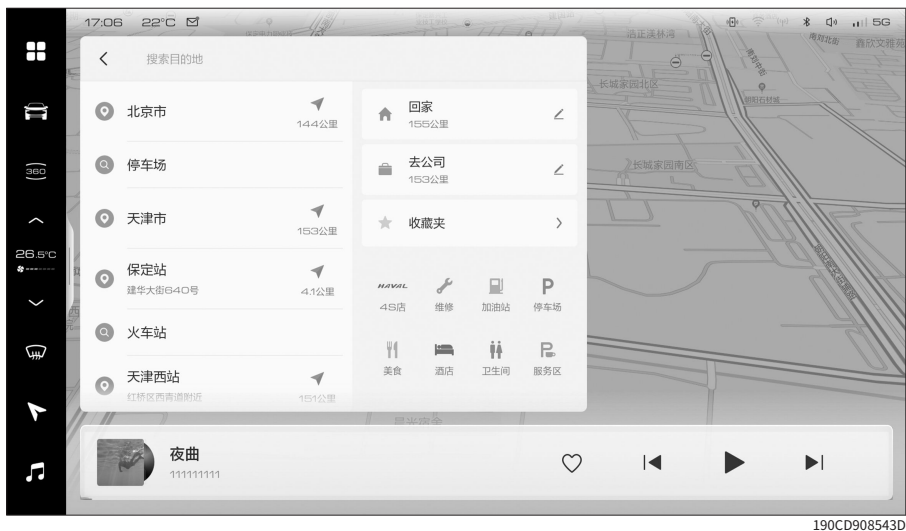 17:06 22°C 5G
搜索目的地
360
26.5°C
北京市
144公里
停车场
天津市
153公里
保定站
建华大街640号
4.1公里
火车站
天津西站
红桥区西青道附近
151公里
回家
155公里
去公司
153公里
收藏夹
HAVAL P
4S店 维修 加油站 停车场
P
美食 酒店 卫生间 服务区
长城家园北区
长城家园南区
夜曲
111111111
190CD908543D